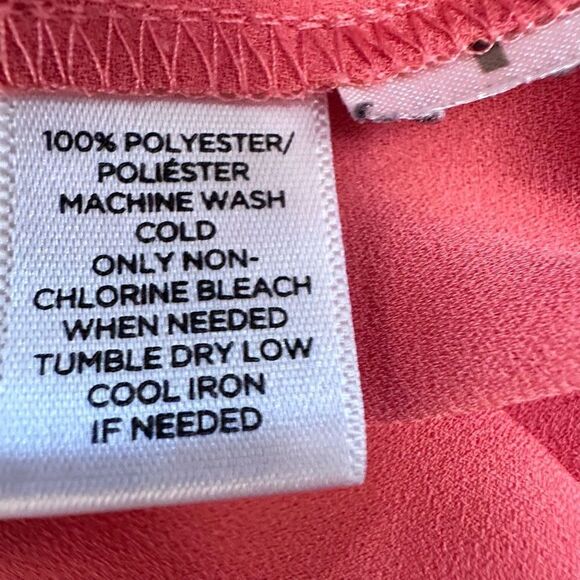 100% POLYESTER/
POLIÉSTER
MACHINE WASH
COLD
ONLY NON-
CHLORINE BLEACH
WHEN NEEDED
TUMBLE DRY LOW
COOL IRON
IF NEEDED